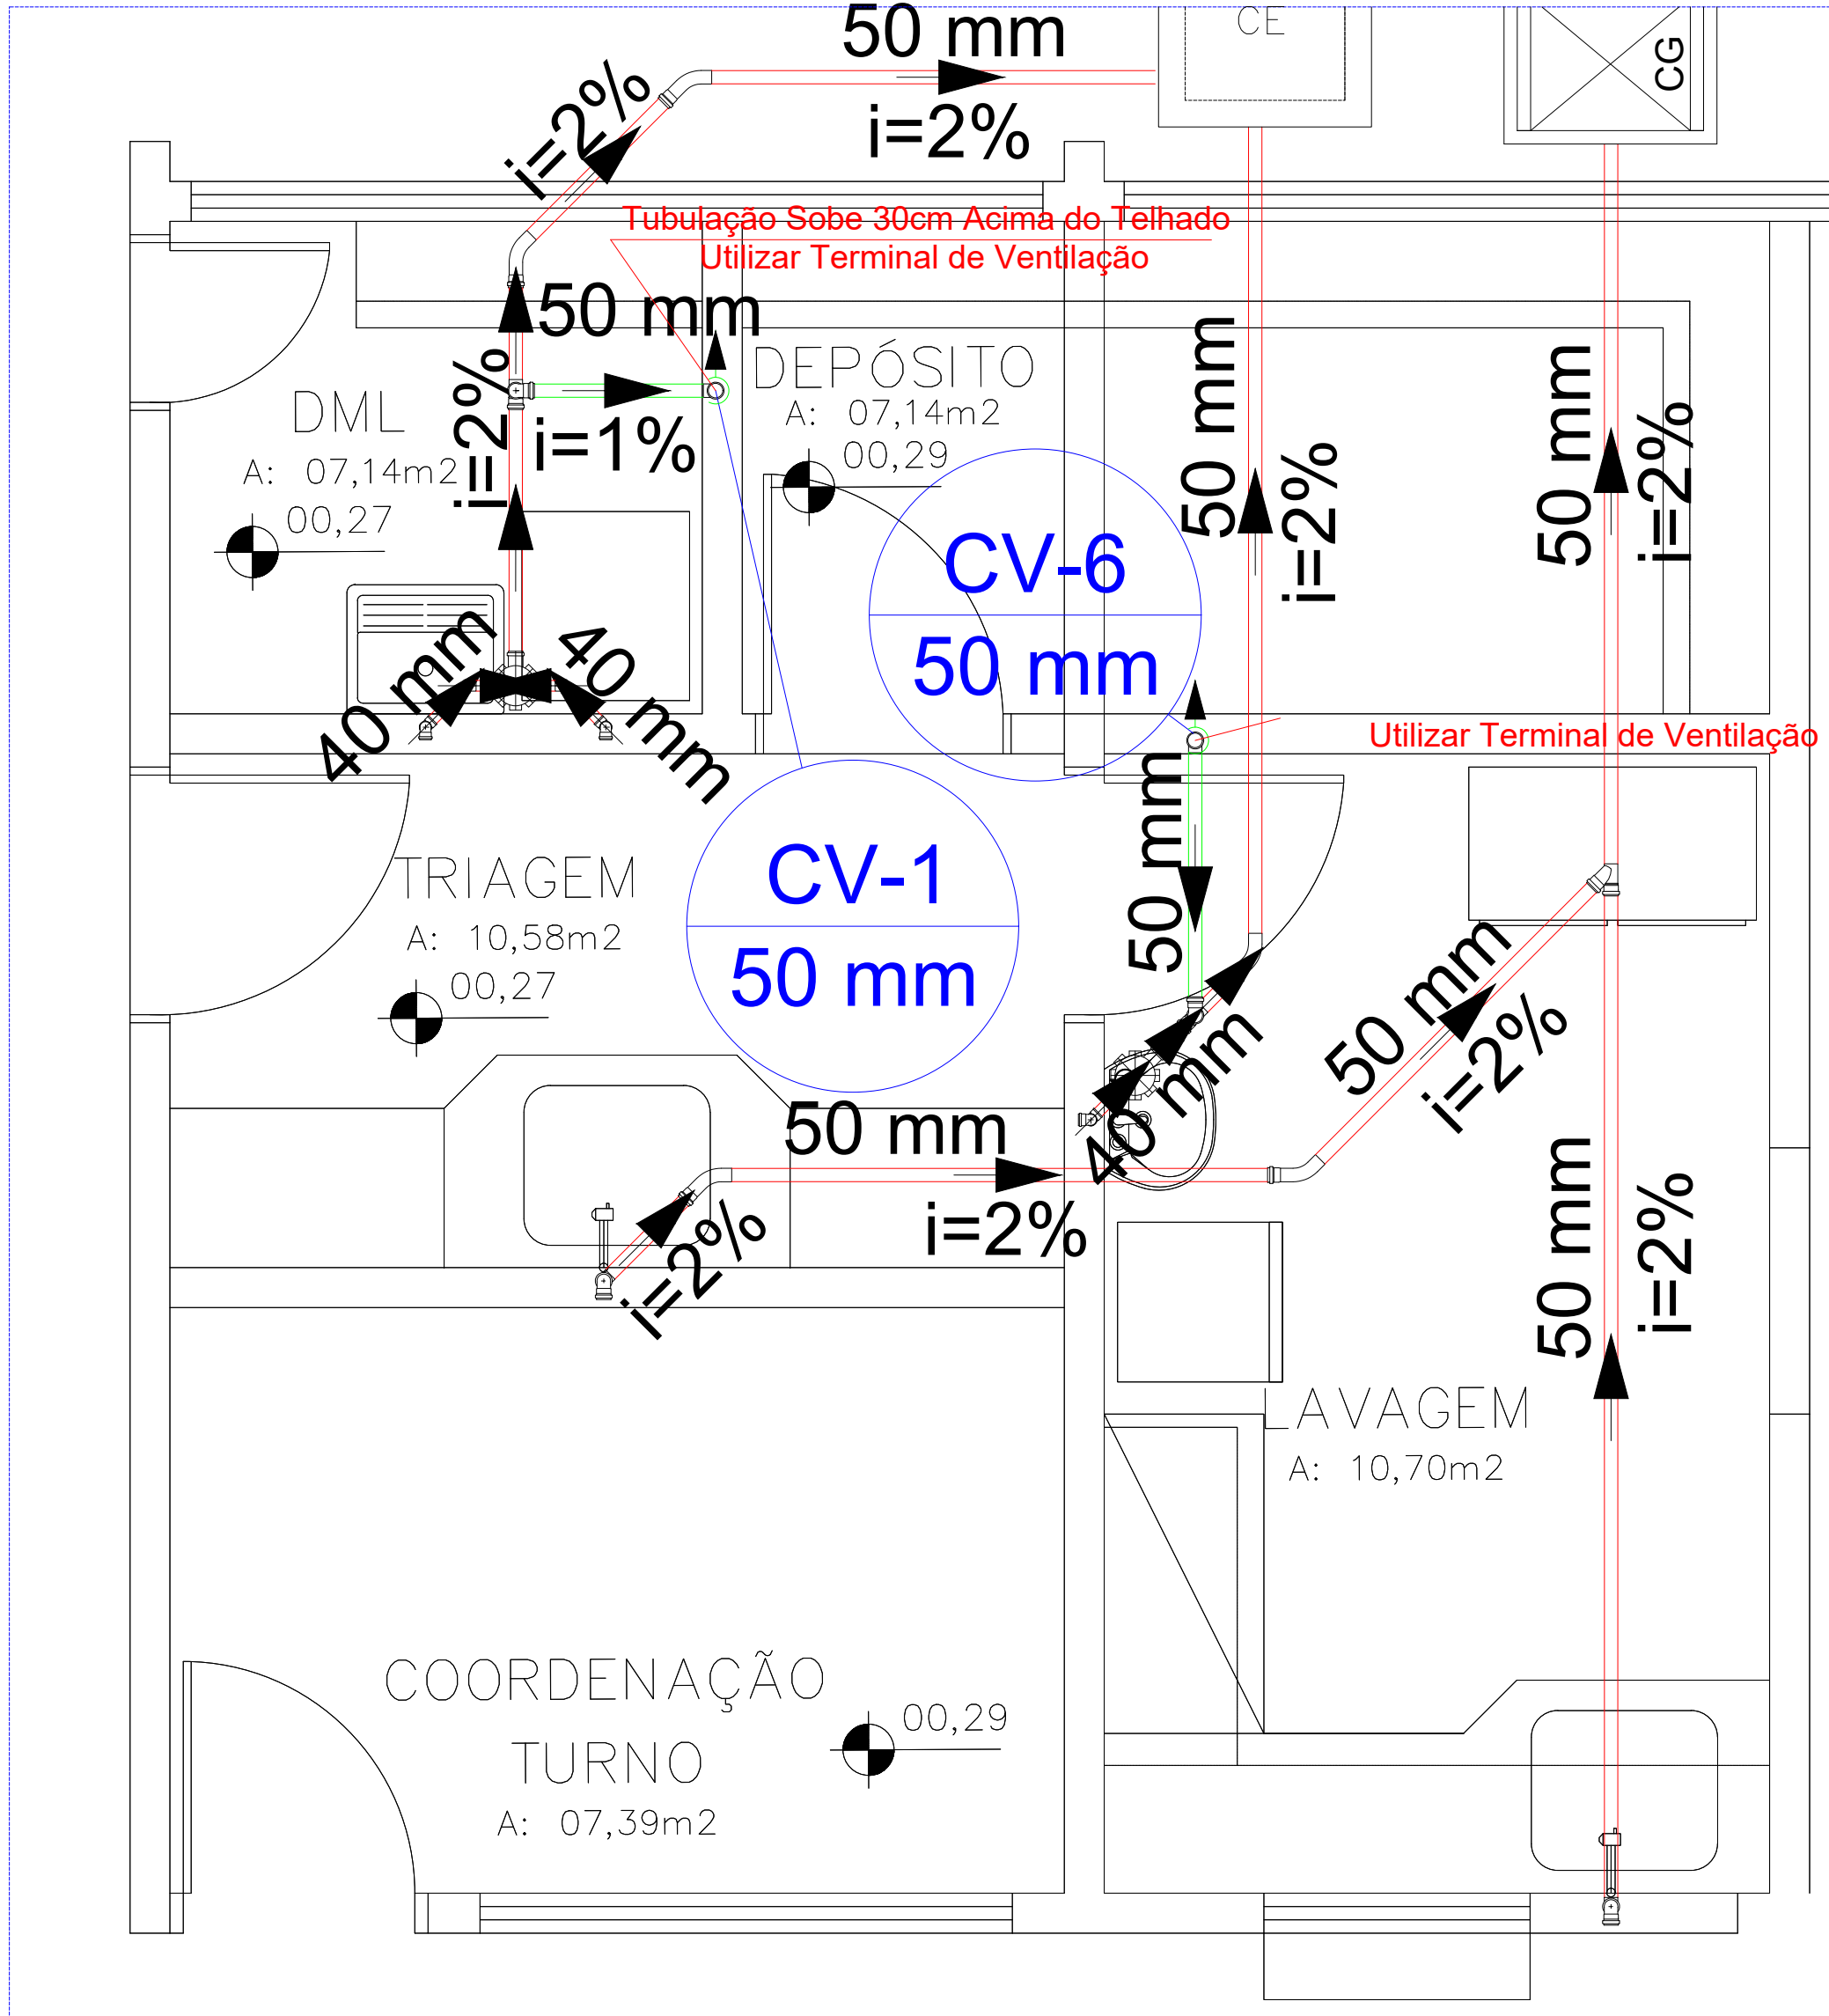 50 mm
CE
CG
i=2%
i=2%
Tubulação Sobe 30cm Acima do Telhado
Utilizar Terminal de Ventilação
50 mm
i=2%
i=1%
DML
A: 07,14m2
00,27
DEPÓSITO
A: 07,14m2
00,29
50 mm
i=2%
50 mm
i=2%
CV-6
50 mm
40 mm
40 mm
Utilizar Terminal de Ventilação
50 mm
TRIAGEM
A: 10,58m2
00,27
CV-1
50 mm
40 mm
50 mm
i=2%
50 mm
i=2%
i=2%
50 mm
i=2%
LAVAGEM
A: 10,70m2
COORDENAÇÃO
TURNO
A: 07,39m2
00,29